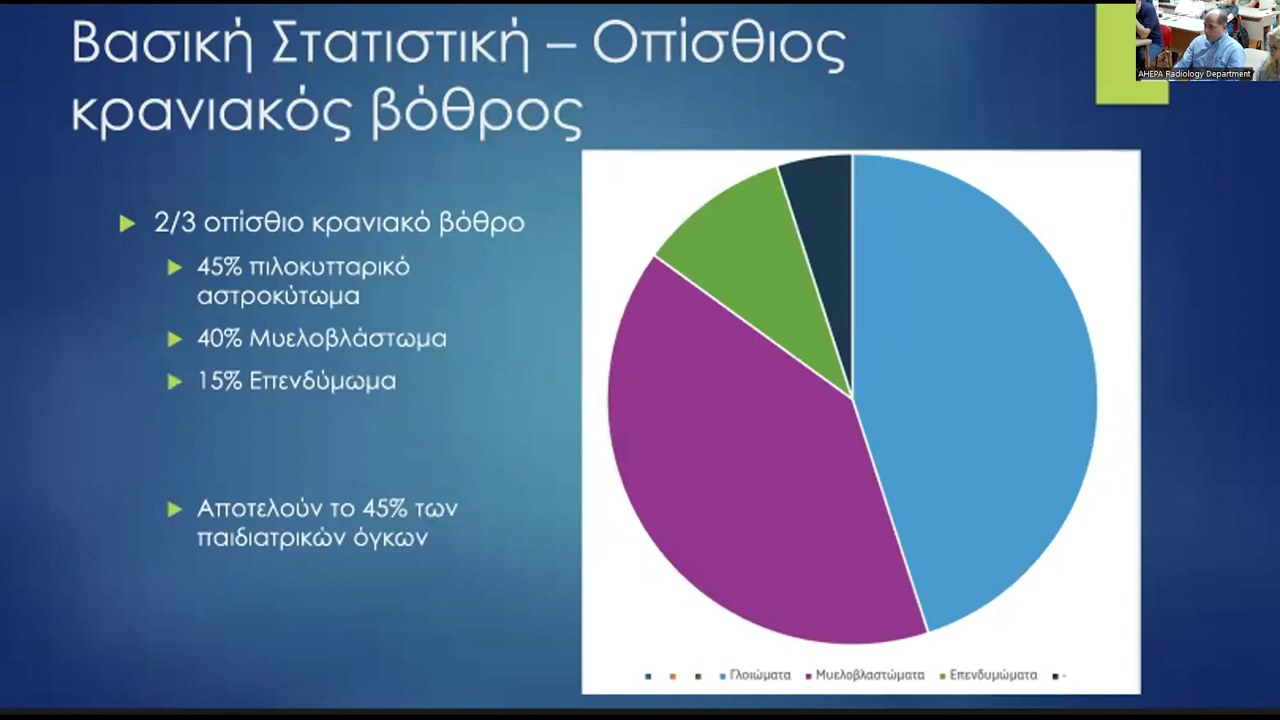 Βασική Στατιστική – Οπίσθιος
κρανιακός βόθρος
AHEPA Radiology Department
2/3 οπίσθιο κρανιακό βόθρο
45% πιλοκυτταρικό
αστροκύτωμα
40% Μυελοβλάστωμα
15% Επενδύμωμα
Αποτελούν το 45% των
παιδιατρικών όγκων
Γλοιώματα Μυελοβλαστώματα Επενδυμώματα -